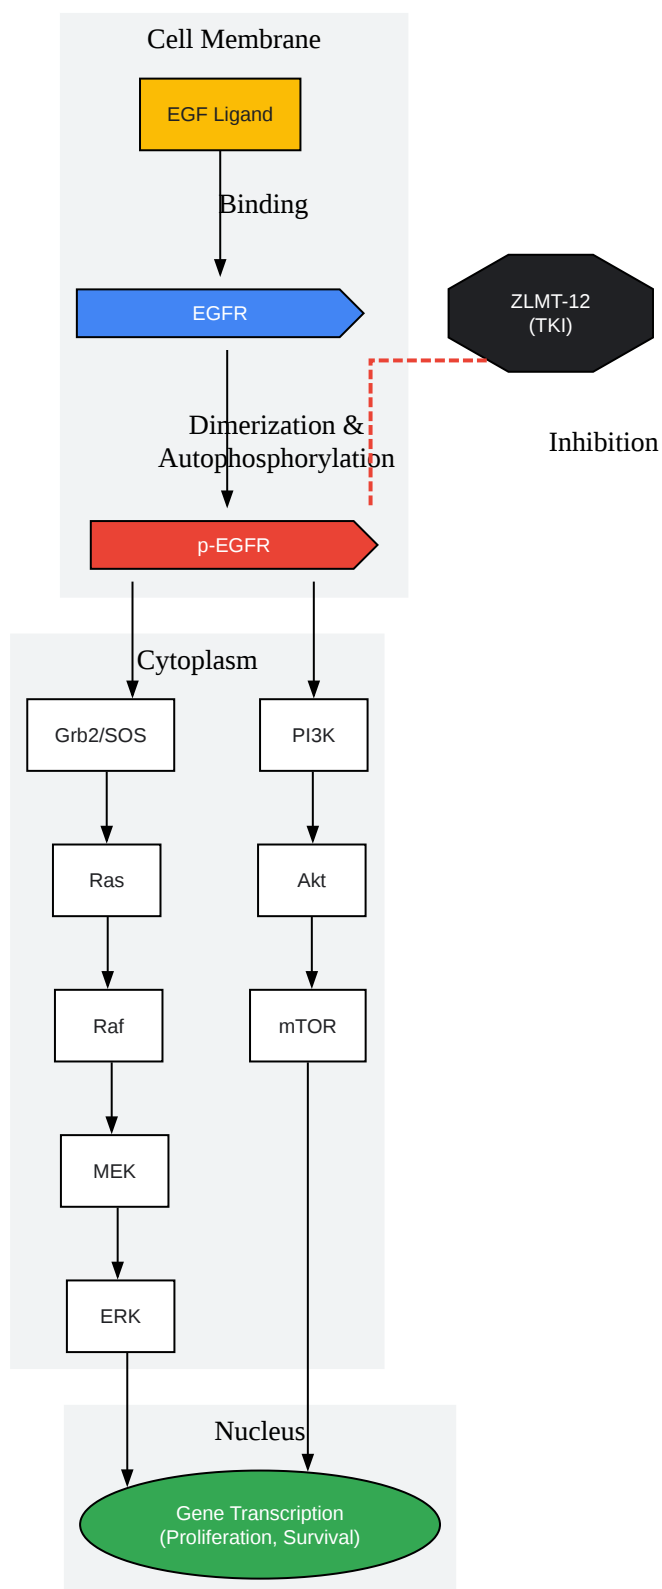 Cell Membrane
EGF Ligand
Binding
EGFR
ZLMT-12
(TKI)
Dimerization &
Autophosphorylation
Inhibition
p-EGFR
Cytoplasm
Grb2/SOS
PI3K
Ras
Akt
Raf
mTOR
MEK
ERK
Nucleus
Gene Transcription
(Proliferation, Survival)